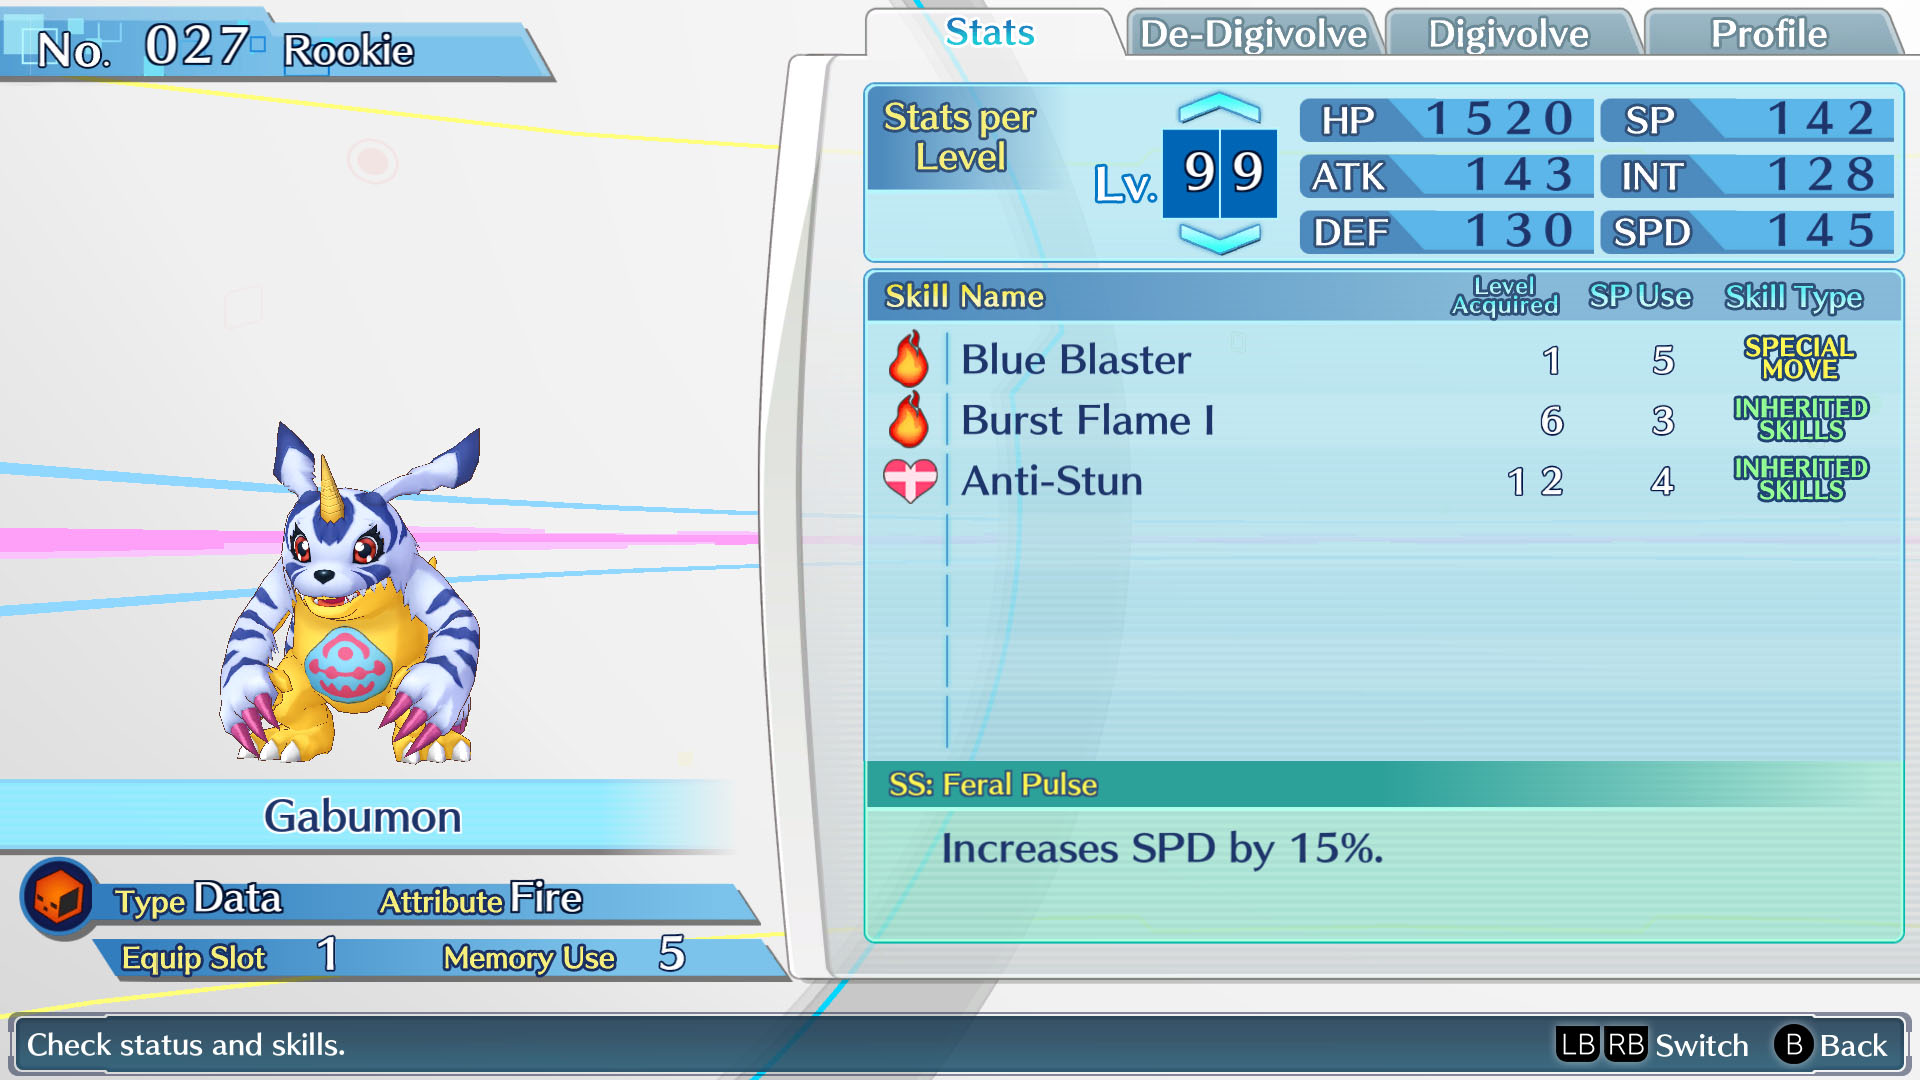 No. 027 Rookie
Stats De-Digivolve Digivolve Profile
Stats per
Level
Lv. 99
HP 1520 SP 142
ATK 143 INT 128
DEF 130 SPD 145
Skill Name Level Acquired SP Use Skill Type
Blue Blaster 1 5 SPECIAL MOVE
Burst Flame I 6 3 INHERITED SKILLS
Anti-Stun 12 4 INHERITED SKILLS
SS: Feral Pulse
Increases SPD by 15%.
Gabumon
Type Data Attribute Fire
Equip Slot 1 Memory Use 5
Check status and skills.
LB RB Switch B Back